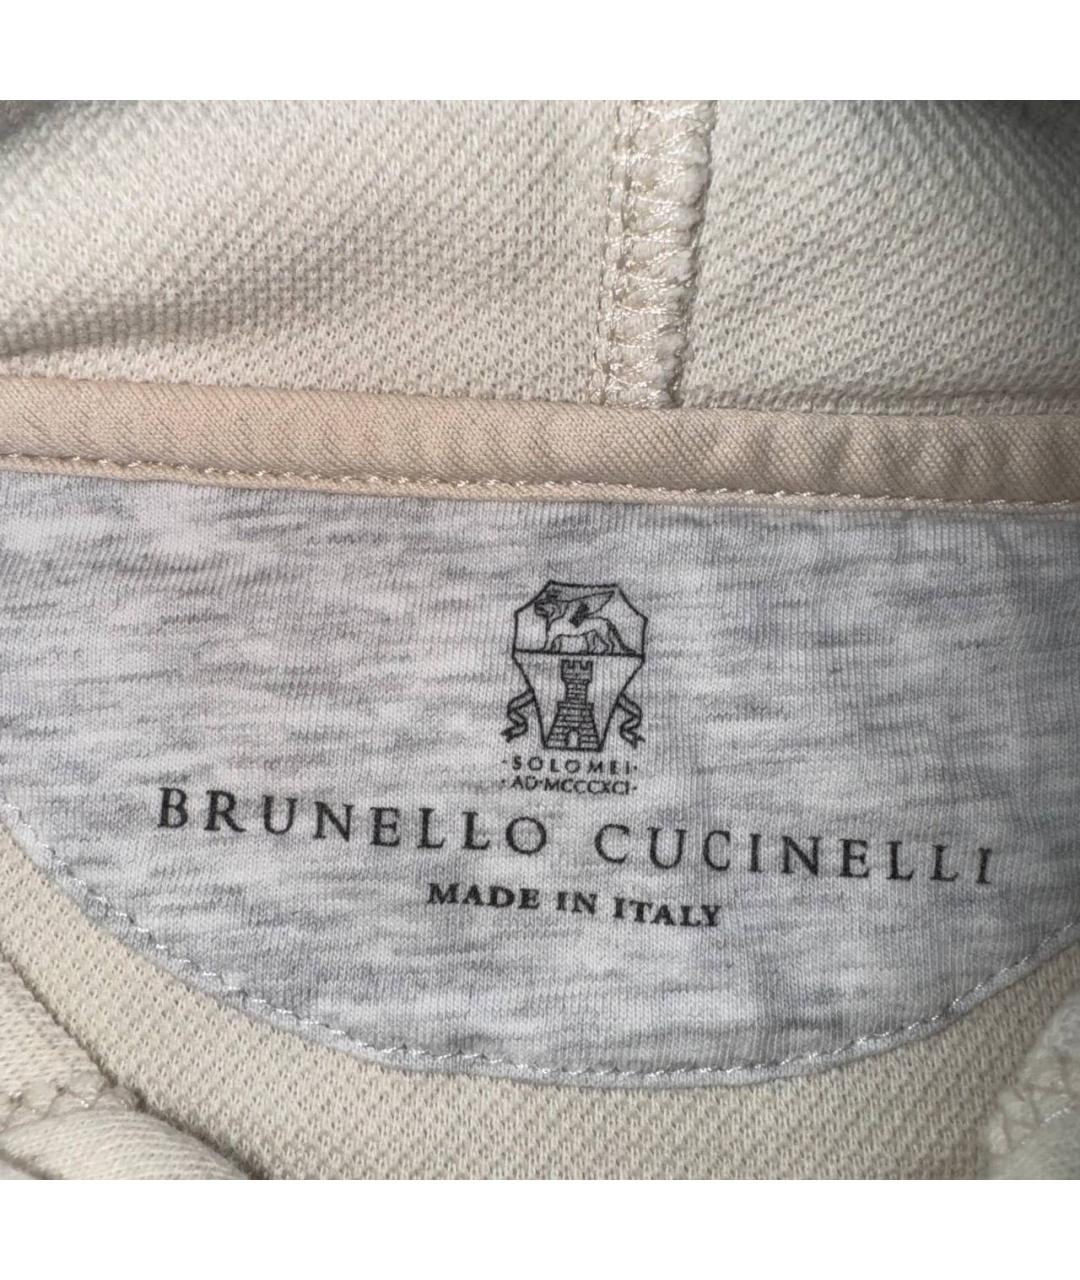 ·SOLOMEI·
·AD·MCCCXCI·
BRUNELLO CUCINELLI
MADE IN ITALY